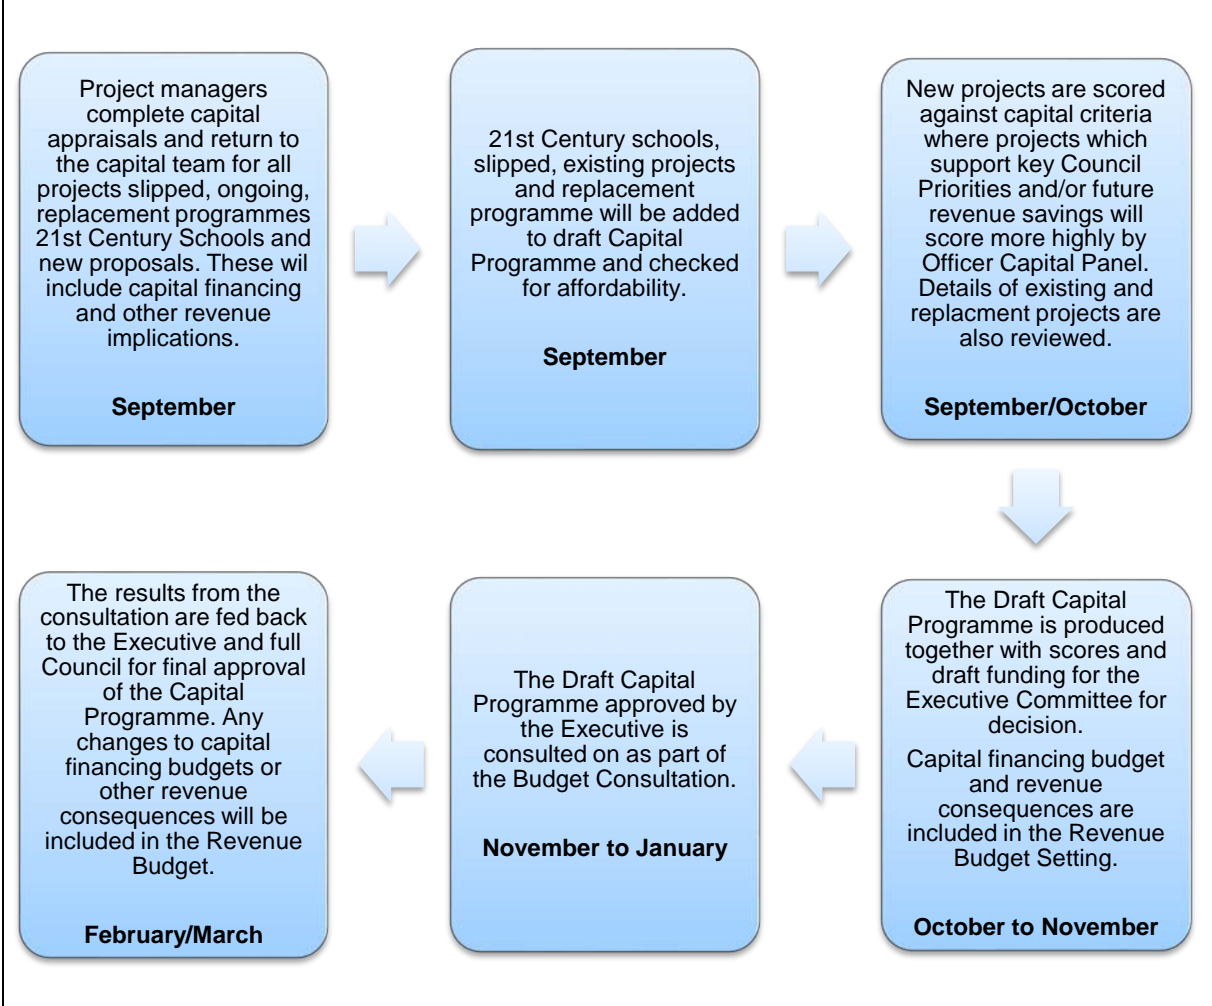 Project managers
complete capital
appraisals and return to
the capital team for all
projects slipped, ongoing,
replacement programmes
21st Century Schools and
new proposals. These wil
include capital financing
and other revenue
implications.
September
21st Century schools,
slipped, existing projects
and replacement
programme will be added
to draft Capital
Programme and checked
for affordability.
September
New projects are scored
against capital criteria
where projects which
support key Council
Priorities and/or future
revenue savings will
score more highly by
Officer Capital Panel.
Details of existing and
replacment projects are
also reviewed.
September/October
The Draft Capital
Programme is produced
together with scores and
draft funding for the
Executive Committee for
decision.
Capital financing budget
and revenue
consequences are
included in the Revenue
Budget Setting.
October to November
The Draft Capital
Programme approved by
the Executive is
consulted on as part of
the Budget Consultation.
November to January
The results from the
consultation are fed back
to the Executive and full
Council for final approval
of the Capital
Programme. Any
changes to capital
financing budgets or
other revenue
consequences will be
included in the Revenue
Budget.
February/March